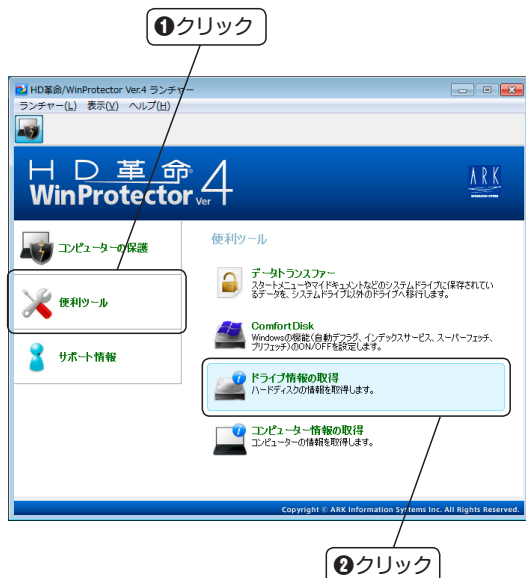 ❶クリック
HD革命/WinProtector Ver.4 ランチャー
ランチャー(L) 表示(V) ヘルプ(H)
HD革命
WinProtector Ver 4
ARK
コンピューターの保護
便利ツール
サポート情報
便利ツール
データトランスファー
スタートメニューやマイドキュメントなどのシステムドライブに保存されてい
るデータを、システムドライブ以外のドライブへ移行します。
ComfortDisk
Windowsの機能(自動デフラグ、インデックスサービス、スーパーフェッチ、
プリフェッチ)のON/OFFを設定します。
ドライブ情報の取得
ハードディスクの情報を取得します。
コンピューター情報の取得
コンピューターの情報を取得します。
Copyright © ARK Information Systems Inc. All Rights Reserved.
❷クリック